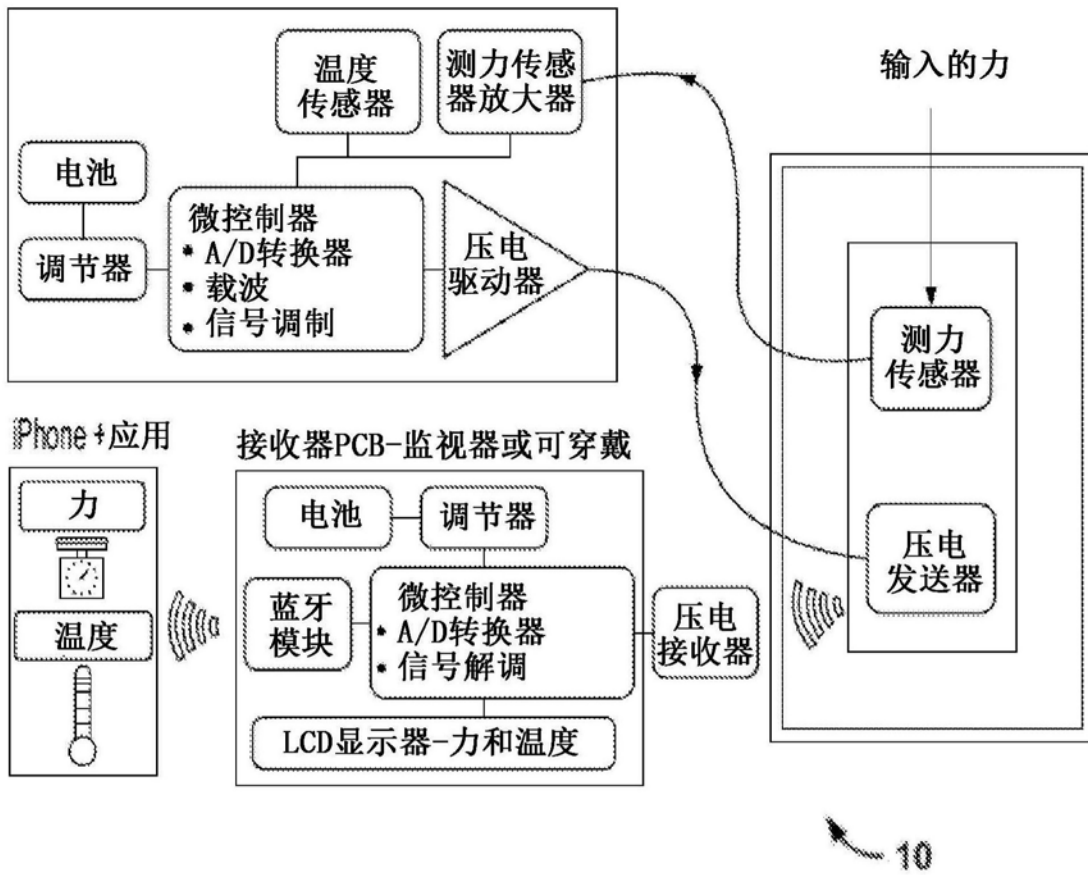 温度
传感器
测力传感
器放大器
输入的力
电池
调节器
微控制器
• A/D转换器
• 载波
• 信号调制
压电
驱动器
测力
传感器
压电
发送器
iPhone+应用
力
温度
接收器PCB-监视器或可穿戴
电池
调节器
蓝牙
模块
微控制器
• A/D转换器
• 信号解调
压电
接收器
LCD显示器-力和温度
10